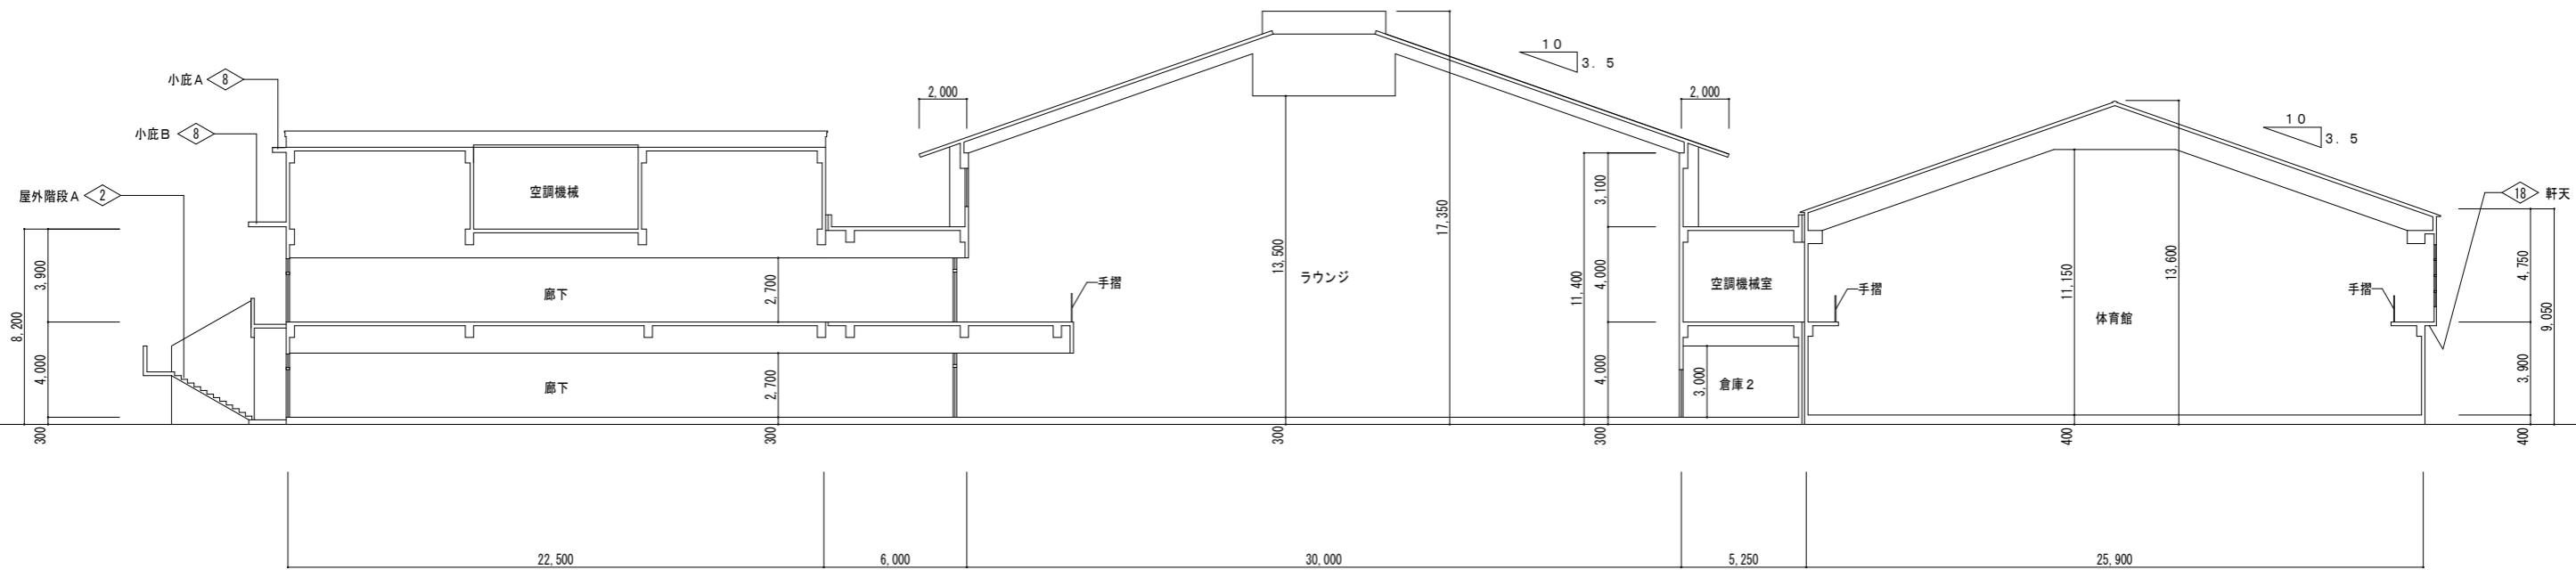 10
3. 5
小庇A 8
2,000
2,000
10
3. 5
小庇B 8
空調機械
屋外階段A 2
18 軒天
3,100
17,350
13,500
ラウンジ
11,400
4,000
空調機械室
13,600
11,150
4,750
9,050
8,200
3,900
廊下
2,700
手摺
手摺
手摺
体育館
4,000
廊下
2,700
4,000
3,000
倉庫2
3,900
300
300
300
300
400
400
22,500
6,000
30,000
5,250
25,900